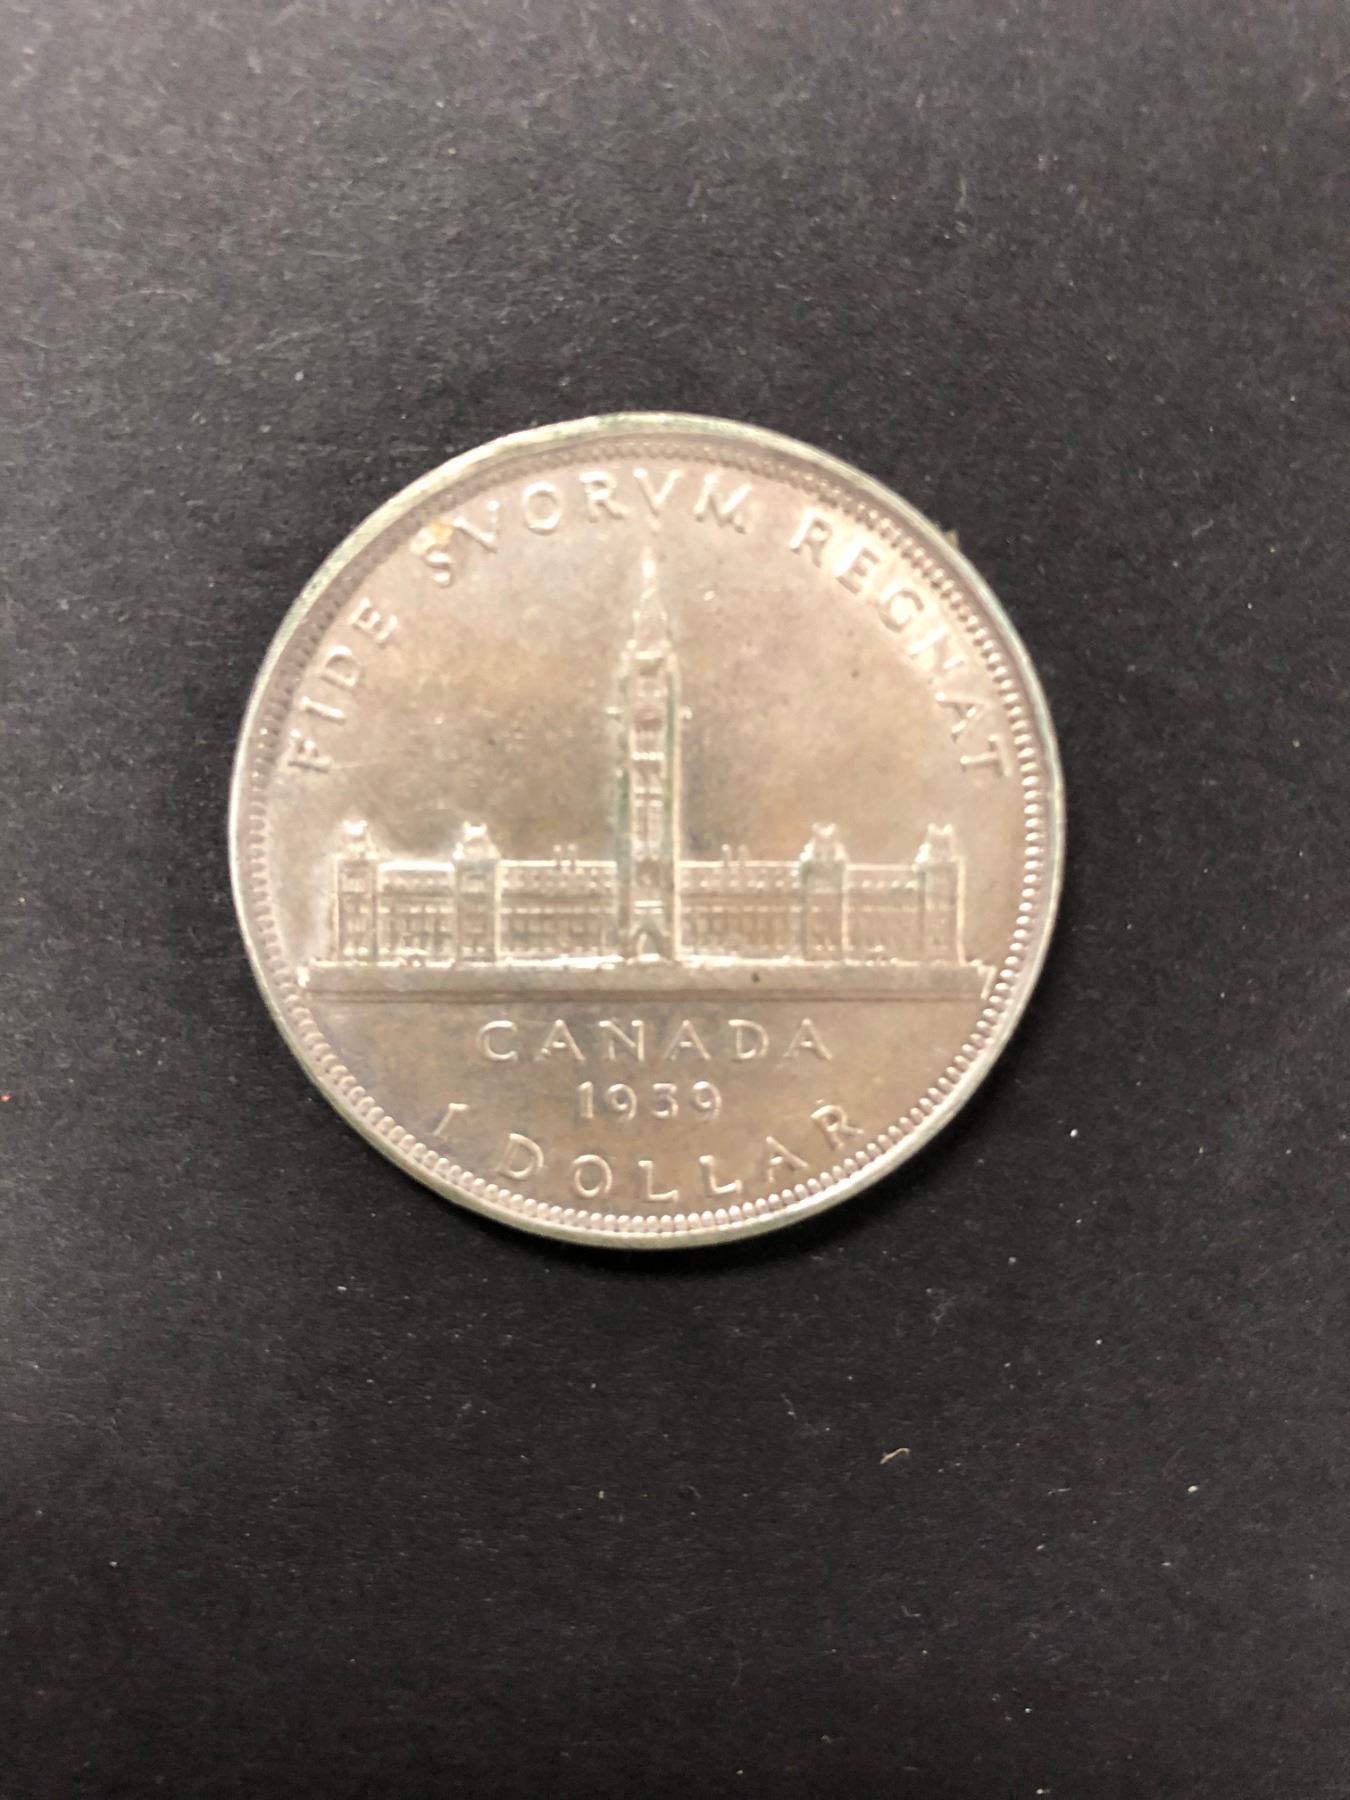 FIDE SVORVM REGNAT
CANADA
1939
1 DOLLAR